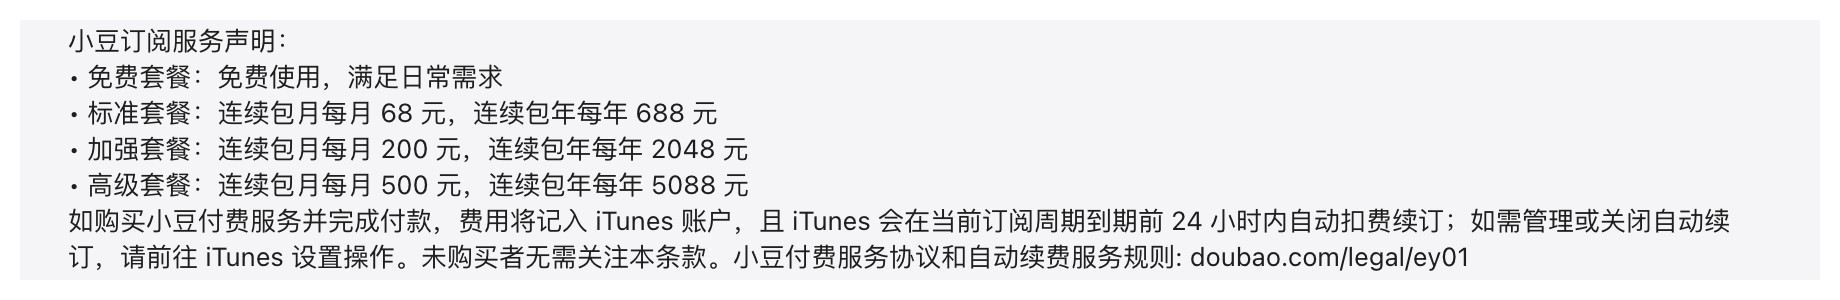 小豆订阅服务声明：
• 免费套餐：免费使用，满足日常需求
• 标准套餐：连续包月每月 68 元，连续包年每年 688 元
• 加强套餐：连续包月每月 200 元，连续包年每年 2048 元
• 高级套餐：连续包月每月 500 元，连续包年每年 5088 元
如购买小豆付费服务并完成付款，费用将记入 iTunes 账户，且 iTunes 会在当前订阅周期到期前 24 小时内自动扣费续订；如需管理或关闭自动续
订，请前往 iTunes 设置操作。未购买者无需关注本条款。小豆付费服务协议和自动续费服务规则: doubao.com/legal/ey01